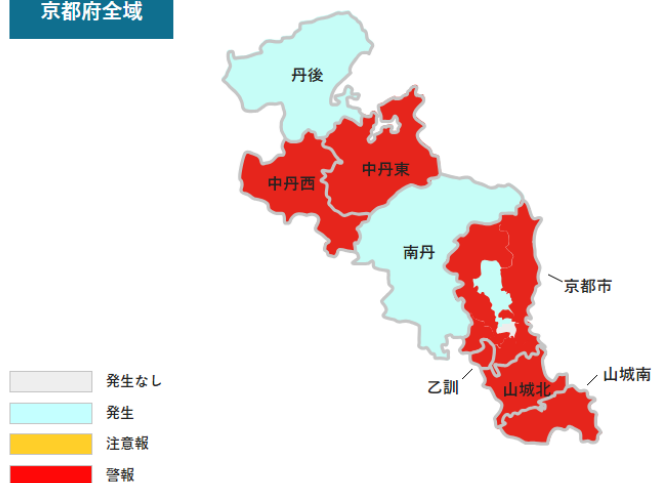 京都府全域
丹後
中丹東
中丹西
南丹
京都市
乙訓
山城北
山城南
発生なし
発生
注意報
警報